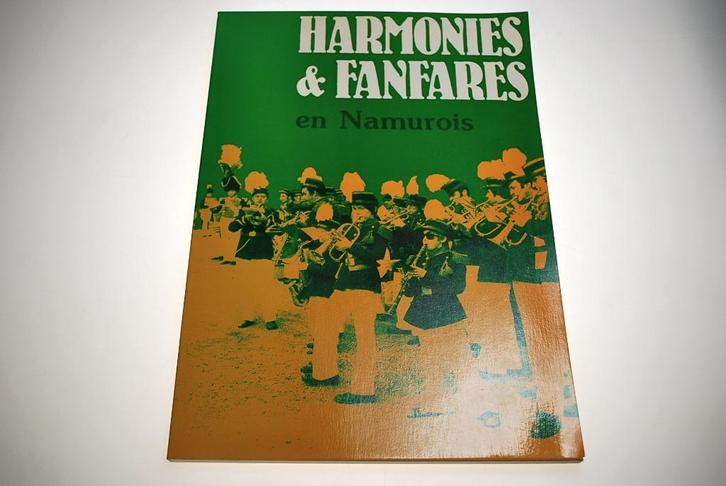 HARMONIES
& FANFARES
en Namurois